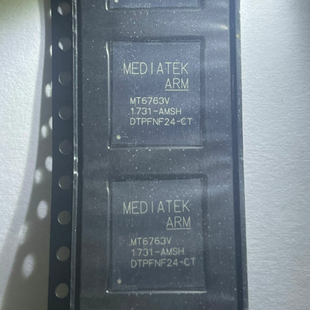 MEDIATEK
ARM
MT6763V
1731-AMSH
DTPFNF24-CT
MEDIATEK
ARM
MT6763V
1731-AMSH
DTPFNF24-CT